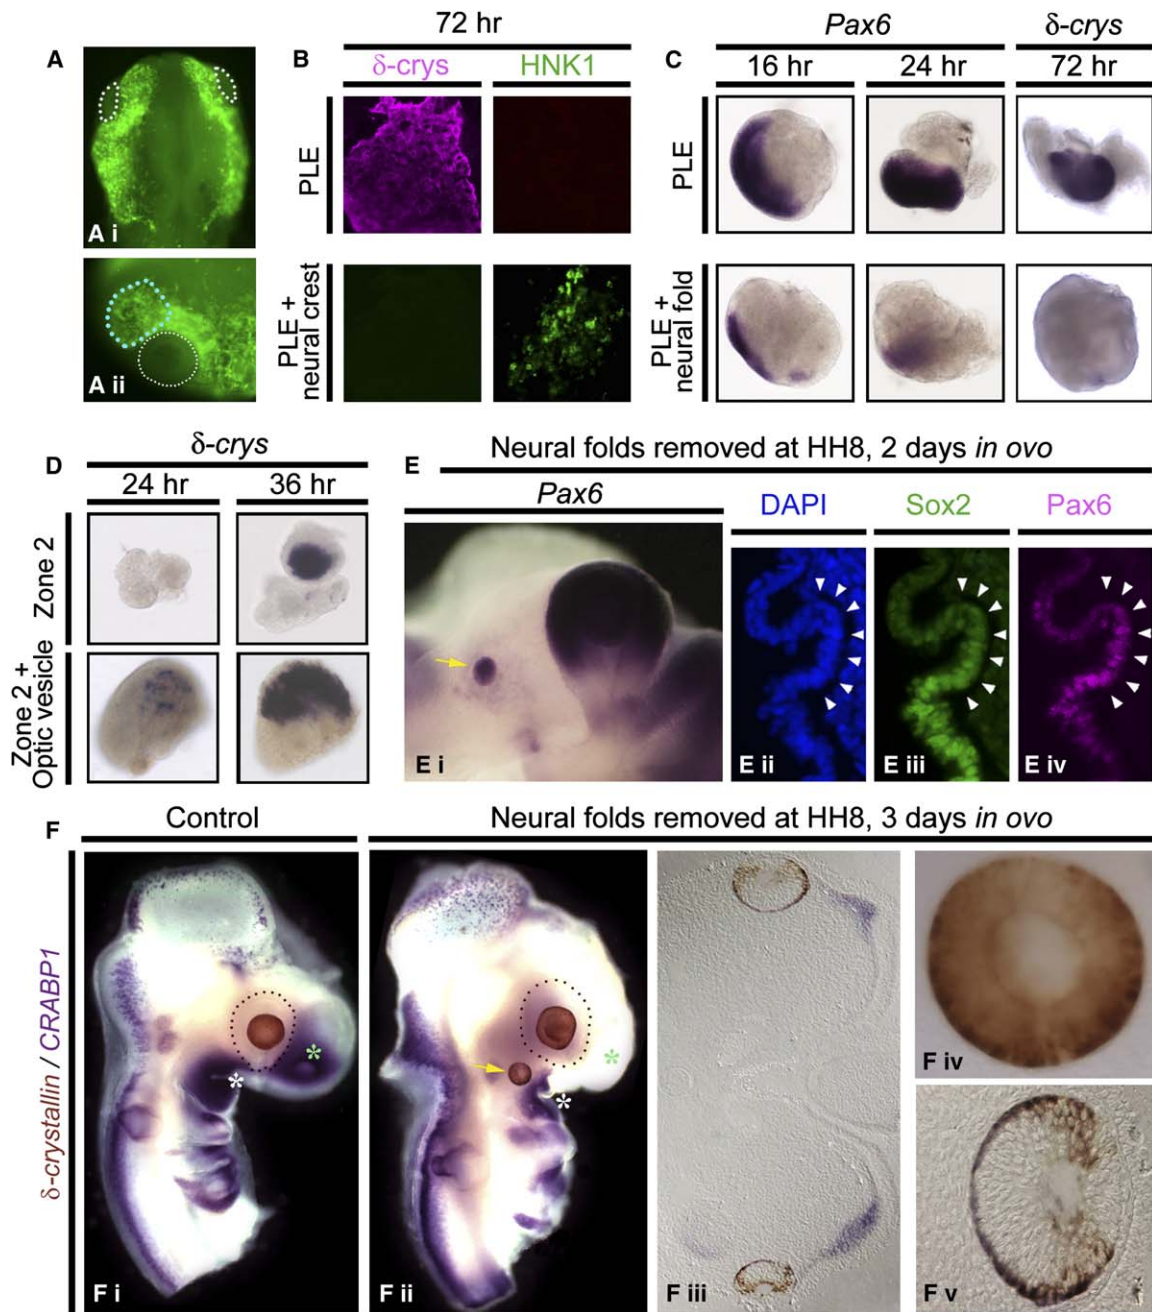 A
A i
A ii
B
72 hr
δ-crys
HNK1
PLE
PLE +
neural crest
C
Pax6
δ-crys
16 hr
24 hr
72 hr
PLE
PLE +
neural fold
D
δ-crys
24 hr
36 hr
Zone 2
Zone 2 +
Optic vesicle
E
Neural folds removed at HH8, 2 days in ovo
Pax6
DAPI
Sox2
Pax6
E i
E ii
E iii
E iv
F
Control
Neural folds removed at HH8, 3 days in ovo
δ-crystallin / CRABP1
*
*
*
*
F i
F ii
F iii
F iv
F v